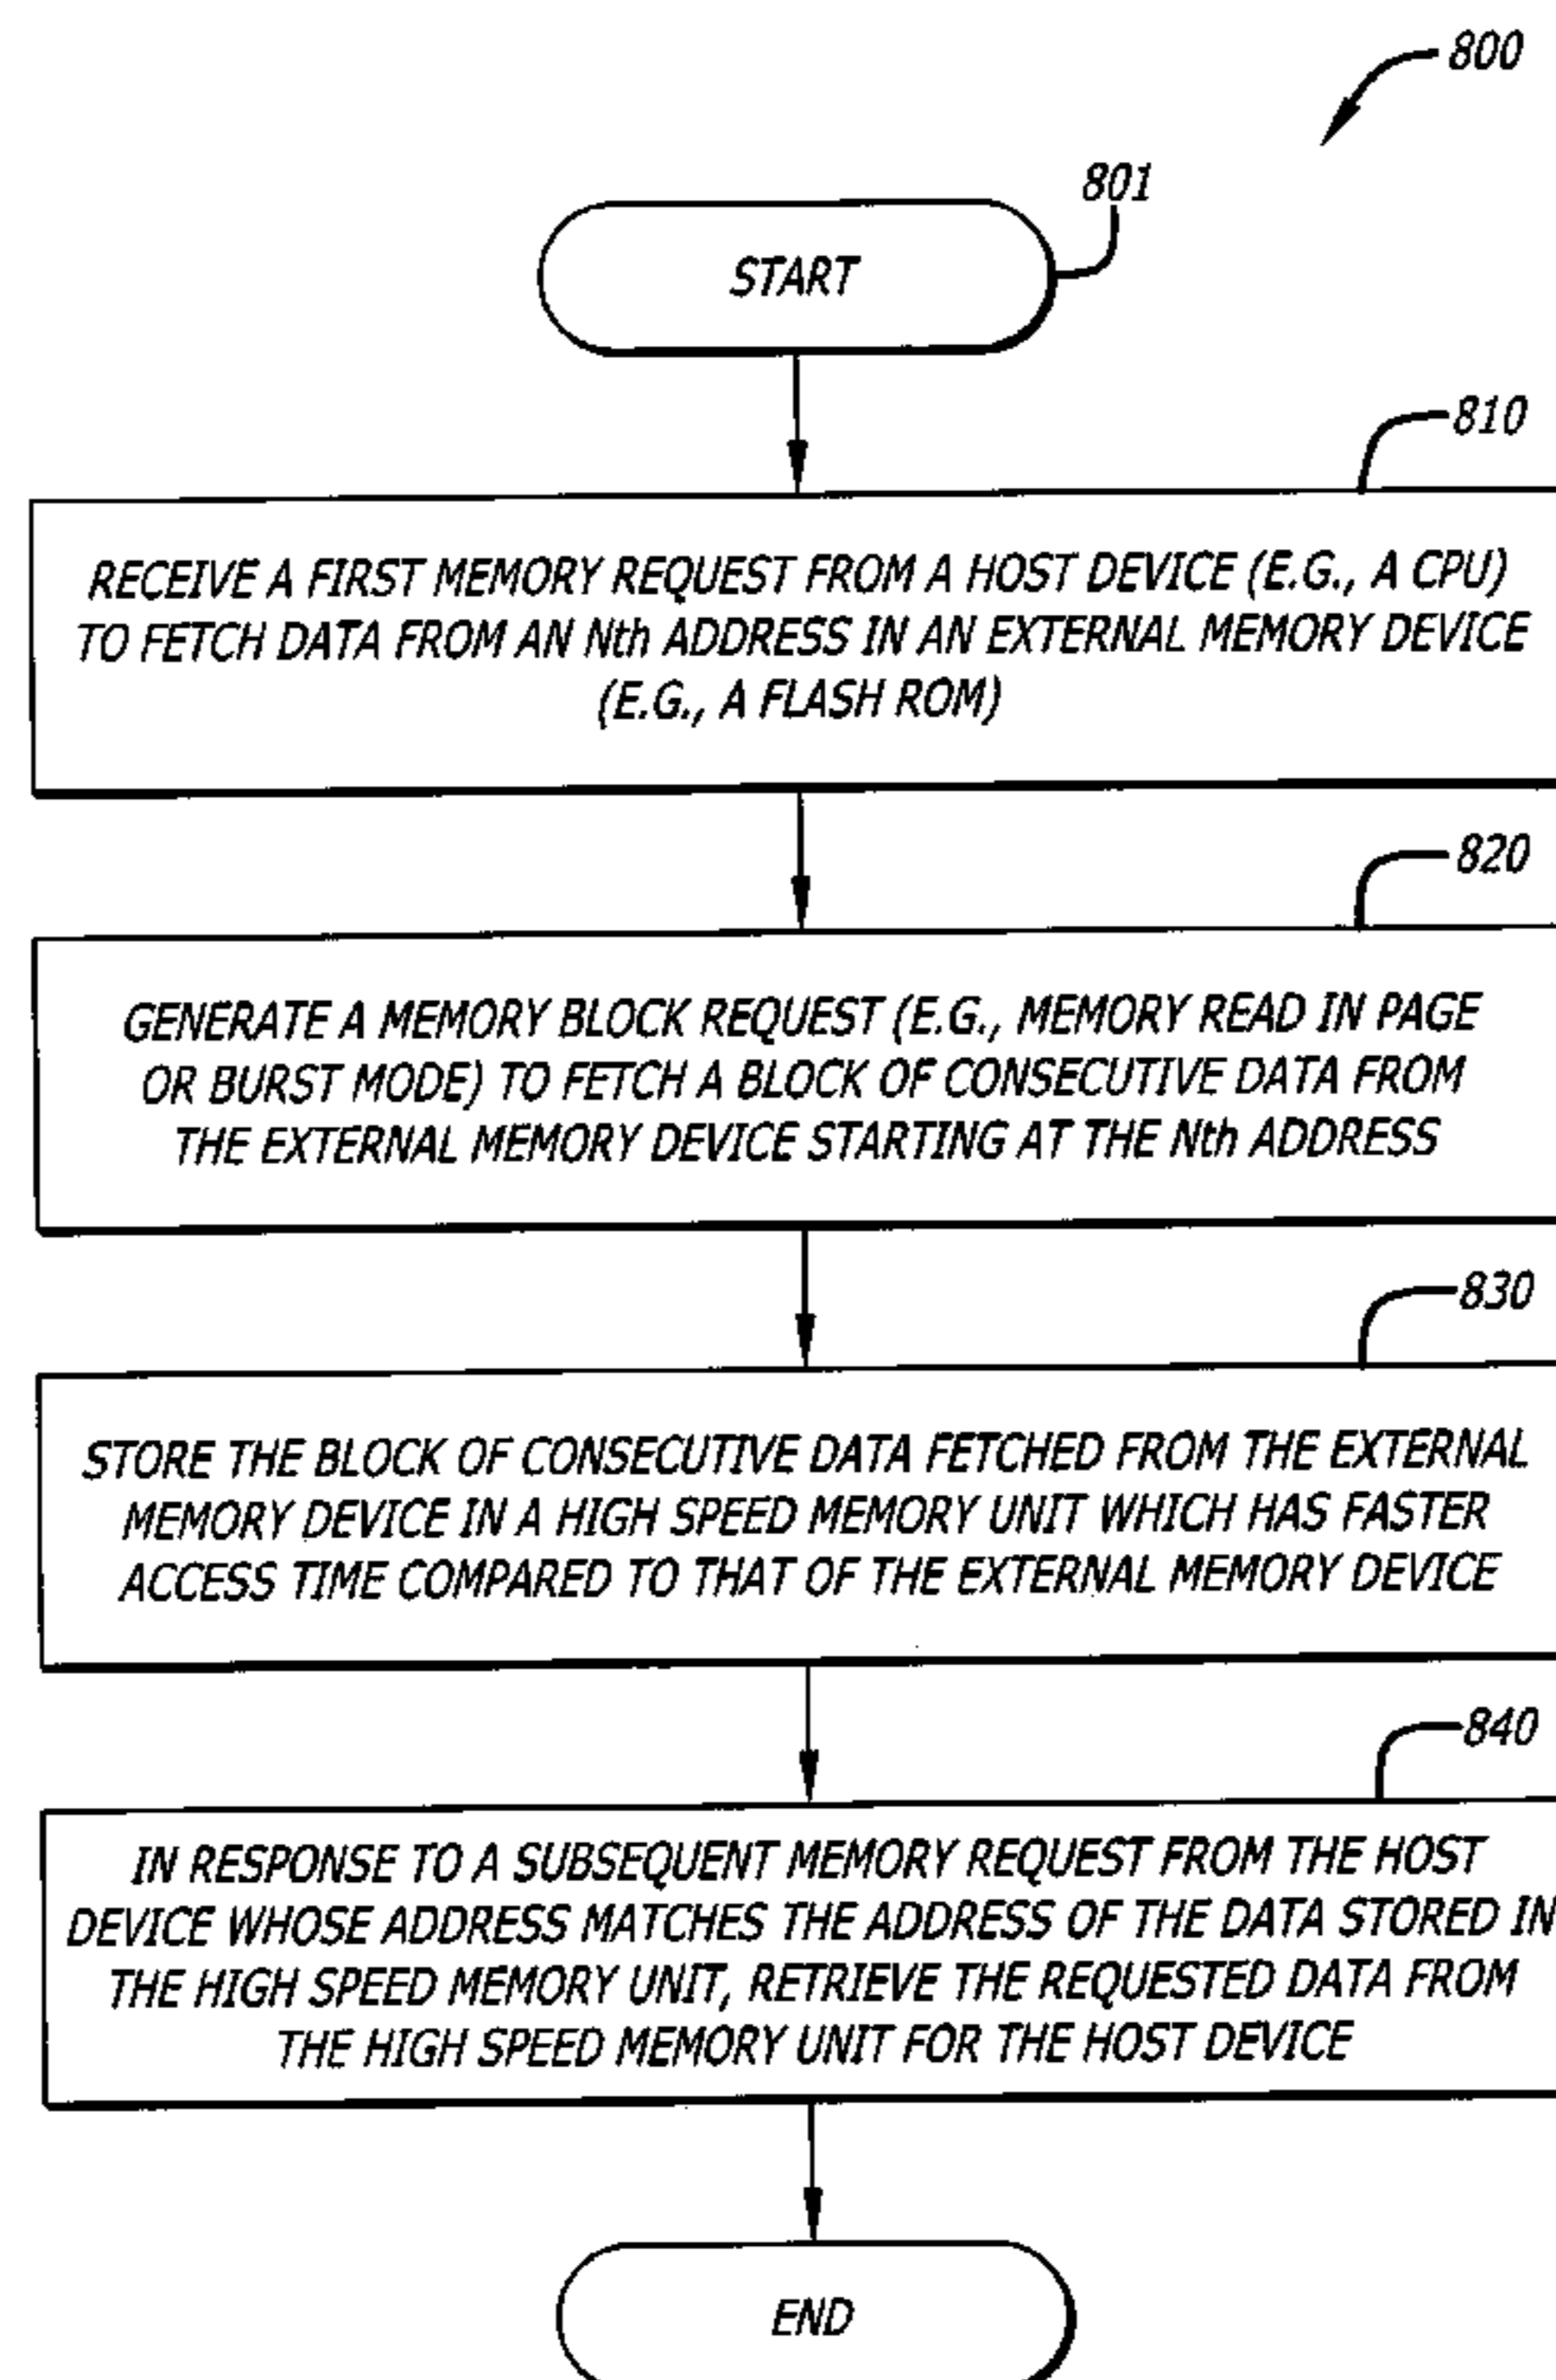 800
801
START
810
RECEIVE A FIRST MEMORY REQUEST FROM A HOST DEVICE (E.G., A CPU)
TO FETCH DATA FROM AN Nth ADDRESS IN AN EXTERNAL MEMORY DEVICE
(E.G., A FLASH ROM)
820
GENERATE A MEMORY BLOCK REQUEST (E.G., MEMORY READ IN PAGE
OR BURST MODE) TO FETCH A BLOCK OF CONSECUTIVE DATA FROM
THE EXTERNAL MEMORY DEVICE STARTING AT THE Nth ADDRESS
830
STORE THE BLOCK OF CONSECUTIVE DATA FETCHED FROM THE EXTERNAL
MEMORY DEVICE IN A HIGH SPEED MEMORY UNIT WHICH HAS FASTER
ACCESS TIME COMPARED TO THAT OF THE EXTERNAL MEMORY DEVICE
840
IN RESPONSE TO A SUBSEQUENT MEMORY REQUEST FROM THE HOST
DEVICE WHOSE ADDRESS MATCHES THE ADDRESS OF THE DATA STORED IN
THE HIGH SPEED MEMORY UNIT, RETRIEVE THE REQUESTED DATA FROM
THE HIGH SPEED MEMORY UNIT FOR THE HOST DEVICE
END